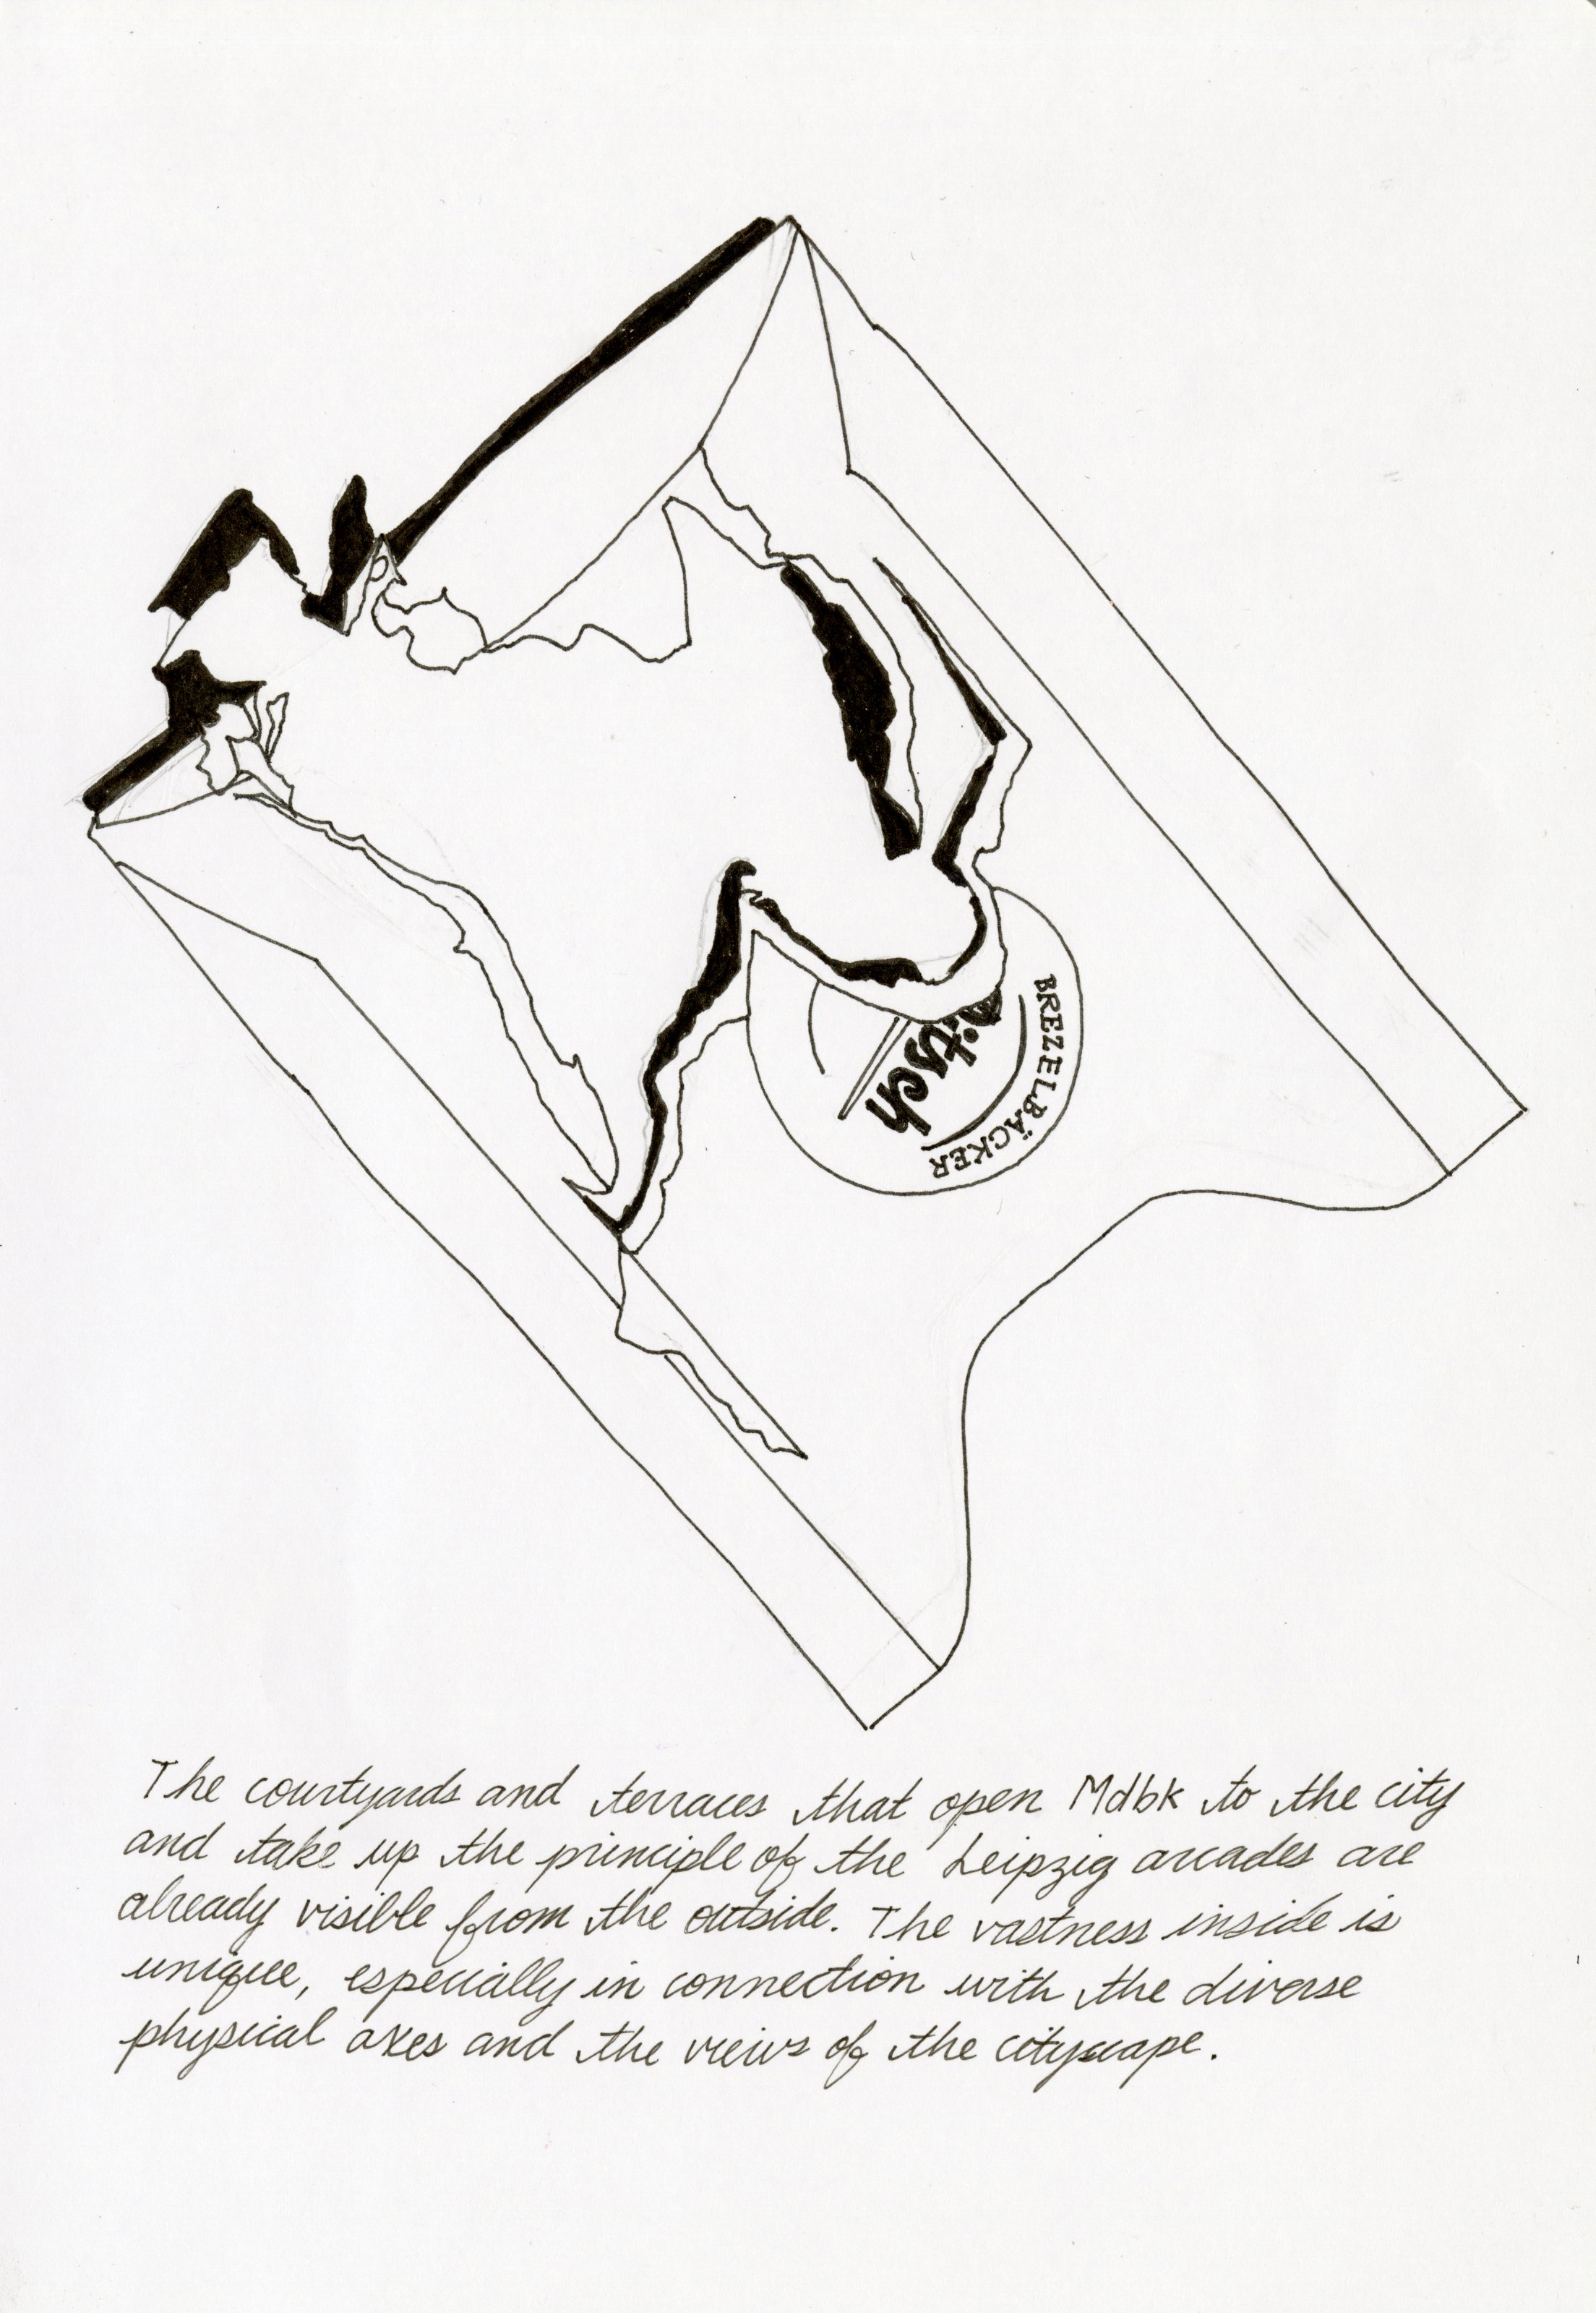 BREZELBÄCKER
itsch
The courtyards and terraces that open Mdbk to the city
and take up the principle of the Leipzig arcades are
already visible from the outside. The vastness inside is
unique, especially in connection with the diverse
physical axes and the views of the cityscape.